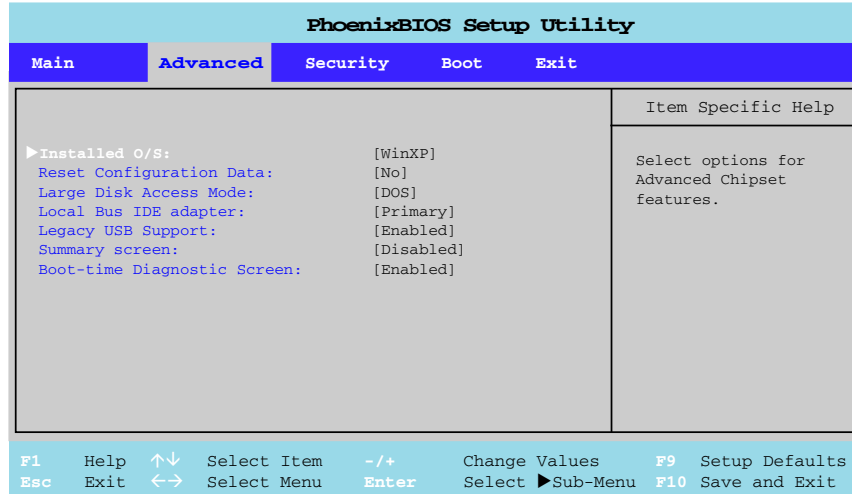 PhoenixBIOS Setup Utility
Main Advanced Security Boot Exit
Item Specific Help
▶Installed O/S: [WinXP]
Reset Configuration Data: [No]
Large Disk Access Mode: [DOS]
Local Bus IDE adapter: [Primary]
Legacy USB Support: [Enabled]
Summary screen: [Disabled]
Boot-time Diagnostic Screen: [Enabled]
Select options for
Advanced Chipset
features.
F1 Help ↑↓ Select Item -/+ Change Values F9 Setup Defaults
Esc Exit ←→ Select Menu Enter Select ▶Sub-Menu F10 Save and Exit